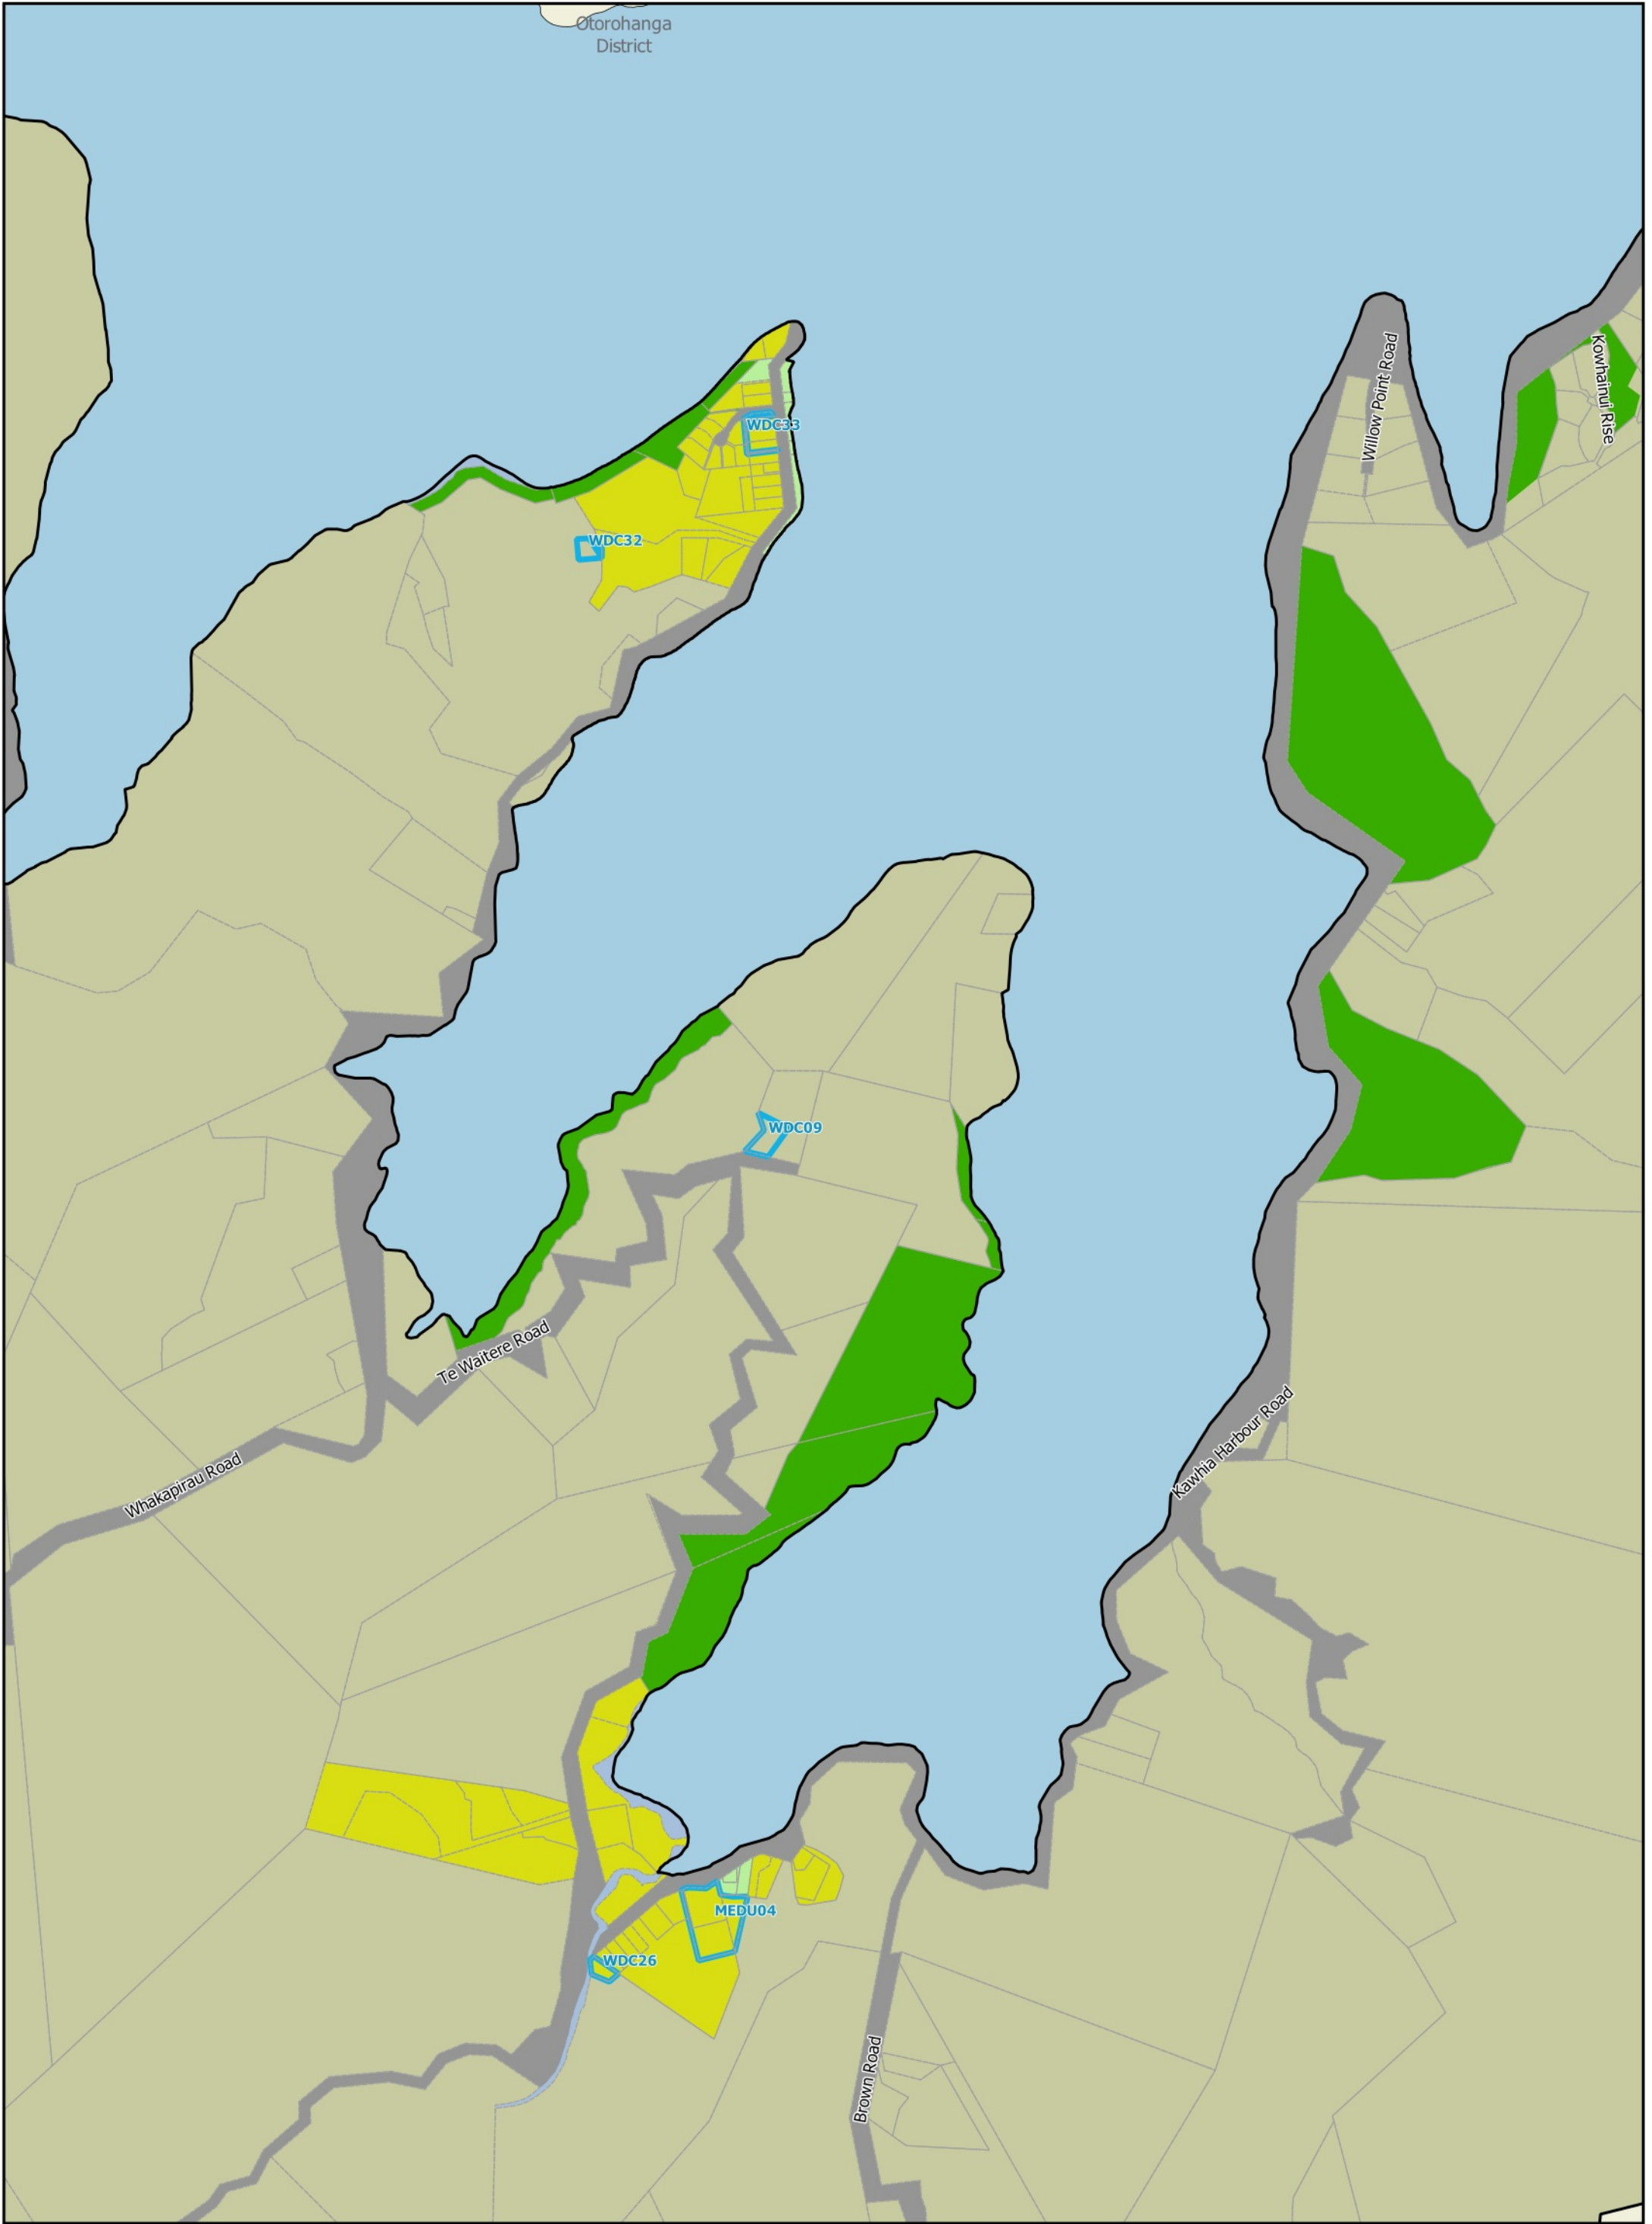 Otorohanga
District
Kowhainui Rise
Willow Point Road
WDC33
WDC32
WDC09
Te Waitere Road
Kawhia Harbour Road
Whakapirau Road
MEDU04
WDC26
Brown Road